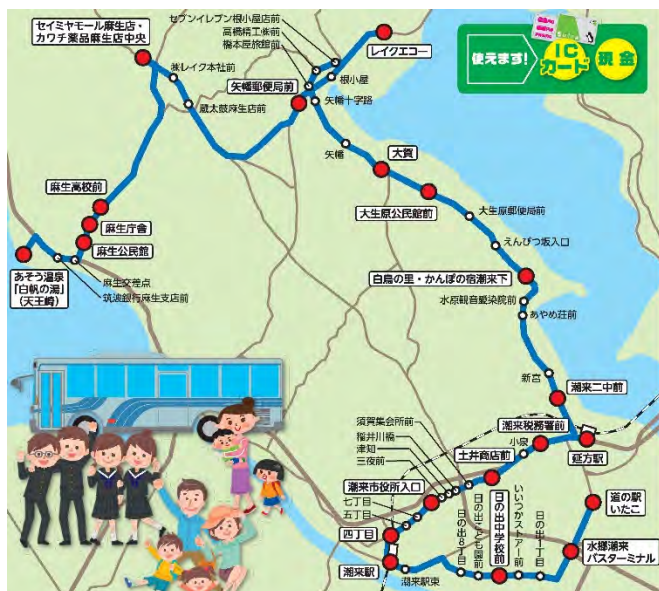 セイミヤモール麻生店・
カワチ薬品麻生店中央
セブンイレブン根小屋店前
高橋精工㈱前
橋本屋旅館前
矢幡郵便局前
レイクエコー
使えます!
IC
カード
現金
㈱レイク本社前
蔵太鼓麻生店前
根小屋
矢幡十字路
矢幡
大賀
大生原公民館前
大生原郵便局前
えんぴつ坂入口
麻生高校前
麻生庁舎
麻生公民館
あそう温泉
「白帆の湯」
(天王崎)
麻生交差点
筑波銀行麻生支店前
白鳥の里・かんぽの宿潮来下
水原観音愛染院前
あやめ荘前
新宮
潮来二中前
須賀集会所前
稲井川橋
津知
三夜前
潮来税務署前
小泉
土井商店前
延方駅
潮来市役所入口
七丁目
五丁目
四丁目
潮来駅
潮来駅東
日の出8丁目
日の出こども園前
日の出中学校前
いいつかストアー前
日の出1丁目
道の駅
いたこ
水郷潮来
バスターミナル